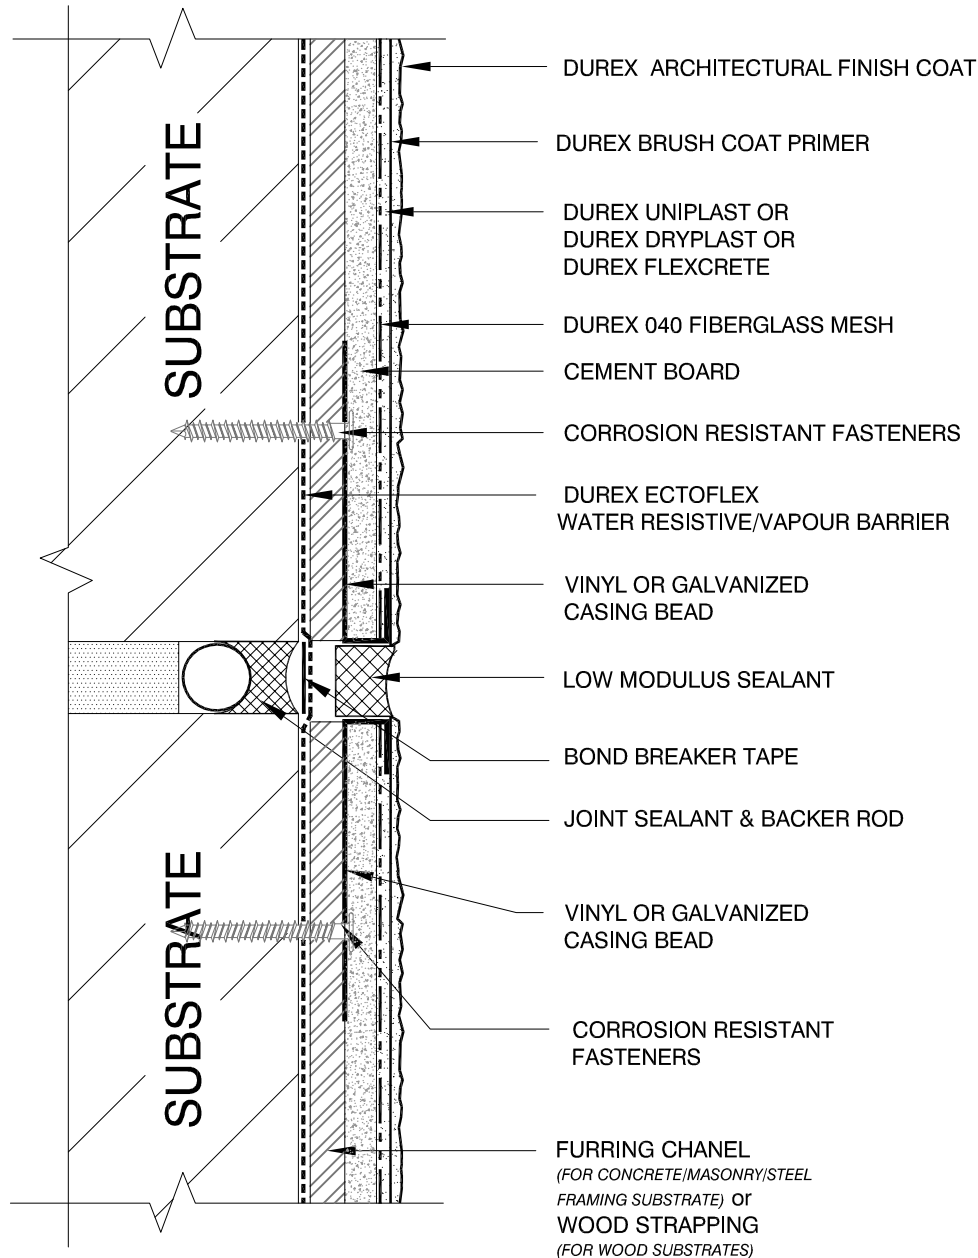 DUREX ARCHITECTURAL FINISH COAT
DUREX BRUSH COAT PRIMER
DUREX UNIPLAST OR
DUREX DRYPLAST OR
DUREX FLEXCRETE
SUBSTRATE
DUREX 040 FIBERGLASS MESH
CEMENT BOARD
CORROSION RESISTANT FASTENERS
DUREX ECTOFLEX
WATER RESISTIVE/VAPOUR BARRIER
VINYL OR GALVANIZED
CASING BEAD
LOW MODULUS SEALANT
BOND BREAKER TAPE
JOINT SEALANT & BACKER ROD
SUBSTRATE
VINYL OR GALVANIZED
CASING BEAD
CORROSION RESISTANT
FASTENERS
FURRING CHANEL
(FOR CONCRETE/MASONRY/STEEL
FRAMING SUBSTRATE) or
WOOD STRAPPING
(FOR WOOD SUBSTRATES)